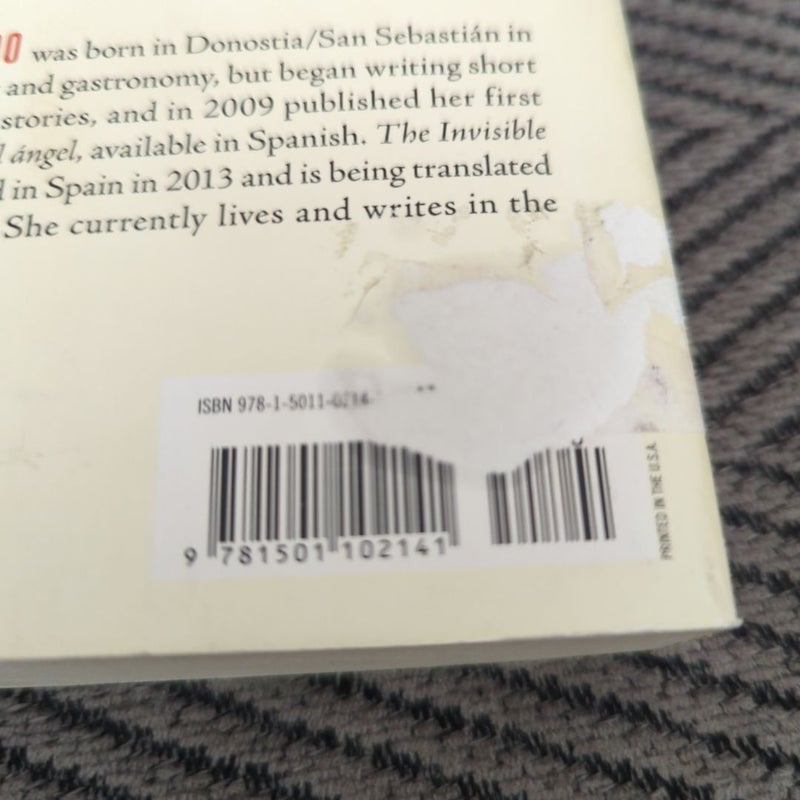 DO was born in Donostia/San Sebastián in
and gastronomy, but began writing short
stories, and in 2009 published her first
l ángel, available in Spanish. The Invisible
d in Spain in 2013 and is being translated
She currently lives and writes in the
ISBN 978-1-5011-0214-
9 781501 102141
PRINTED IN THE U.S.A.